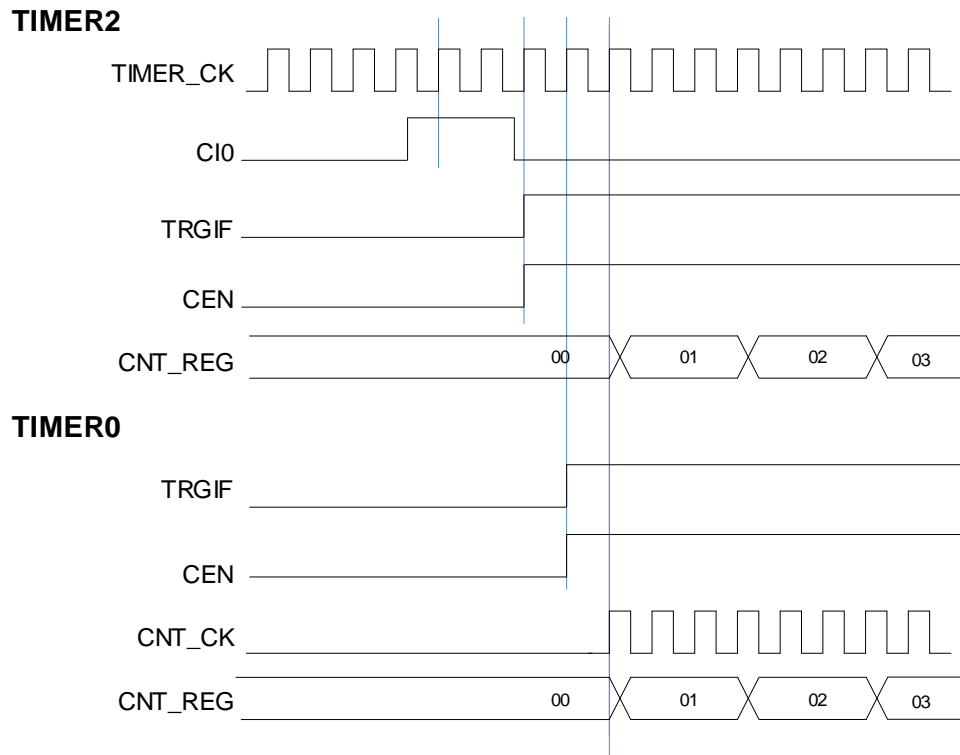 TIMER2
TIMER_CK
CI0
TRGIF
CEN
CNT_REG 00 01 02 03
TIMER0
TRGIF
CEN
CNT_CK
CNT_REG 00 01 02 03